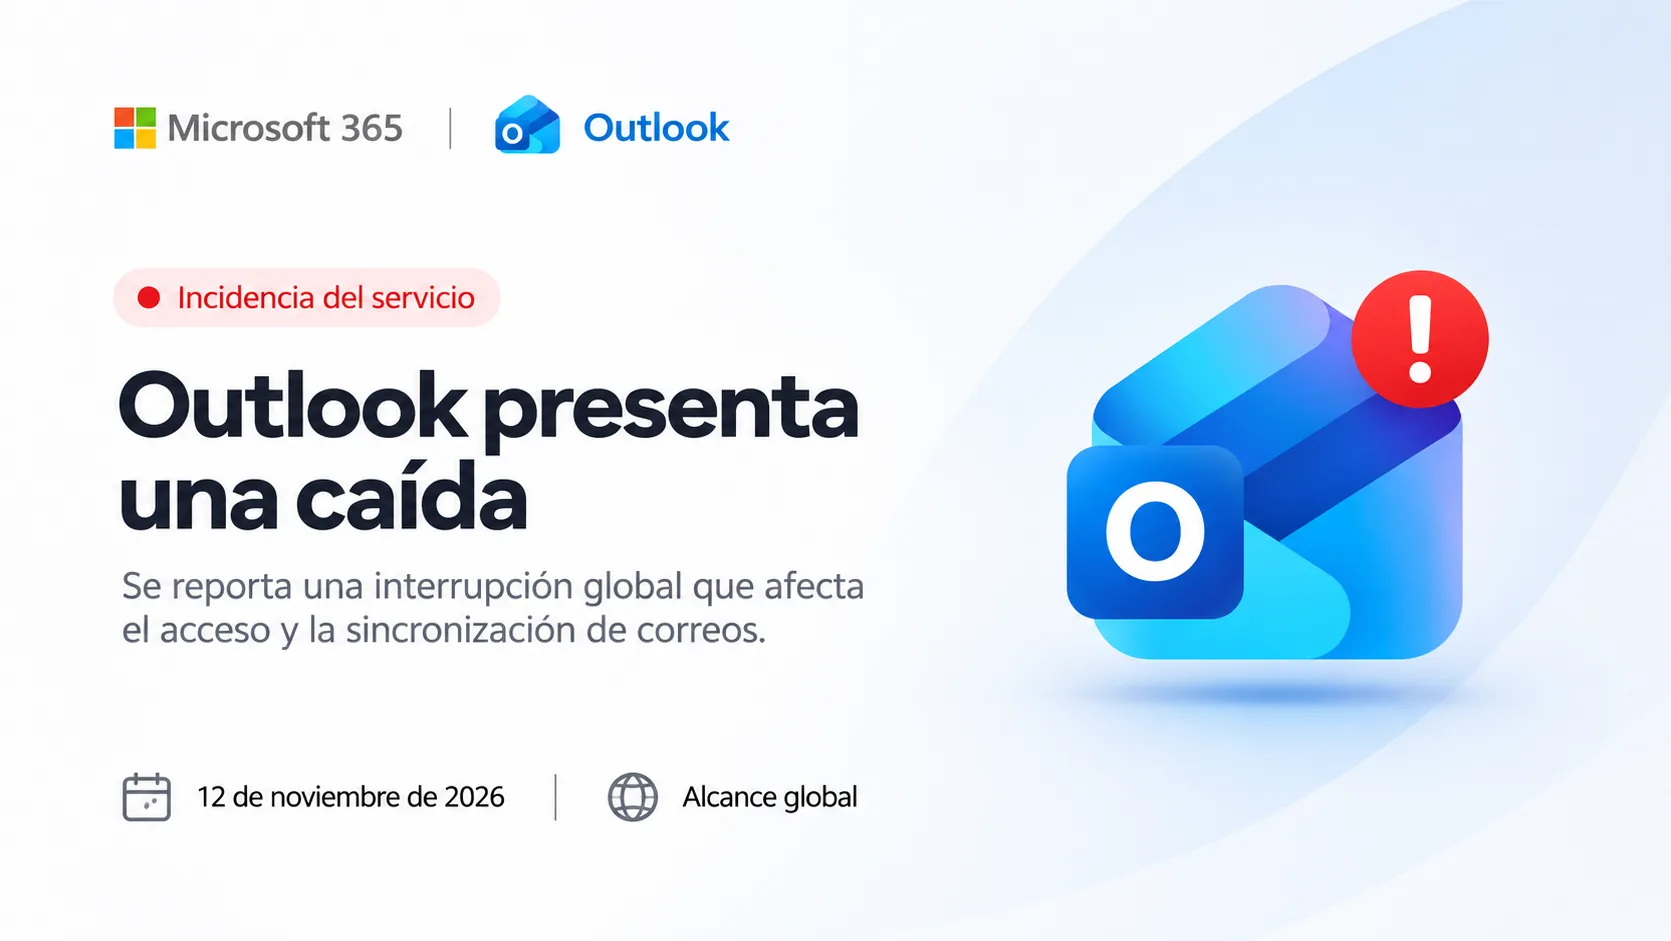 Microsoft 365
Outlook
Incidencia del servicio
Outlook presenta
una caída
Se reporta una interrupción global que afecta
el acceso y la sincronización de correos.
12 de noviembre de 2026
Alcance global
O
O